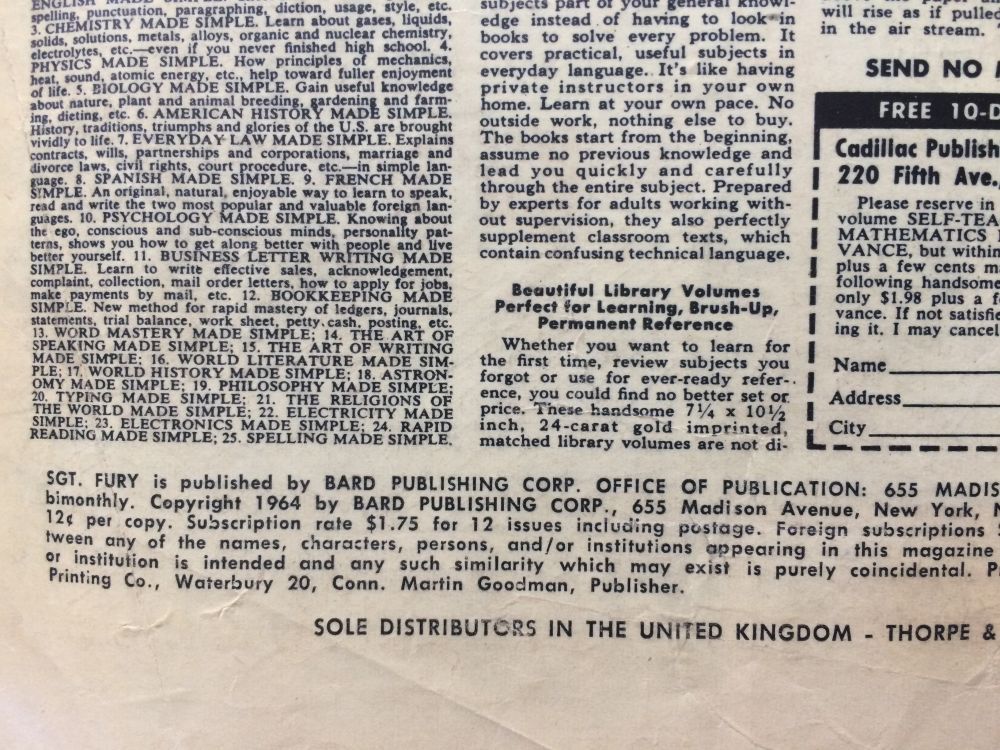 ENGLISH MADE SIMPLE.
spelling, punctuation, paragraphing, diction, usage, style, etc.
3. CHEMISTRY MADE SIMPLE. Learn about gases, liquids,
solids, solutions, metals, alloys, organic and nuclear chemistry,
electrolytes, etc.—even if you never finished high school. 4.
PHYSICS MADE SIMPLE. How principles of mechanics,
heat, sound, atomic energy, etc., help toward fuller enjoyment
of life. 5. BIOLOGY MADE SIMPLE. Gain useful knowledge
about nature, plant and animal breeding, gardening and farm-
ing, dieting, etc. 6. AMERICAN HISTORY MADE SIMPLE.
History, traditions, triumphs and glories of the U.S. are brought
vividly to life. 7. EVERYDAY LAW MADE SIMPLE. Explains
contracts, wills, partnerships and corporations, marriage and
divorce laws, civil rights, court procedure, etc.—in simple lan-
guage. 8. SPANISH MADE SIMPLE. 9. FRENCH MADE
SIMPLE. An original, natural, enjoyable way to learn to speak,
read and write the two most popular and valuable foreign lan-
guages. 10. PSYCHOLOGY MADE SIMPLE. Knowing about
the ego, conscious and sub-conscious minds, personality pat-
terns, shows you how to get along better with people and live
better yourself. 11. BUSINESS LETTER WRITING MADE
SIMPLE. Learn to write effective sales, acknowledgement,
complaint, collection, mail order letters, how to apply for jobs,
make payments by mail, etc. 12. BOOKKEEPING MADE
SIMPLE. New method for rapid mastery of ledgers, journals,
statements, trial balance, work sheet, petty cash, posting, etc.
13. WORD MASTERY MADE SIMPLE; 14. THE ART OF
SPEAKING MADE SIMPLE; 15. THE ART OF WRITING
MADE SIMPLE; 16. WORLD LITERATURE MADE SIM-
PLE; 17. WORLD HISTORY MADE SIMPLE; 18. ASTRON-
OMY MADE SIMPLE; 19. PHILOSOPHY MADE SIMPLE;
20. TYPING MADE SIMPLE; 21. THE RELIGIONS OF
THE WORLD MADE SIMPLE; 22. ELECTRICITY MADE
SIMPLE; 23. ELECTRONICS MADE SIMPLE; 24. RAPID
READING MADE SIMPLE; 25. SPELLING MADE SIMPLE.
subjects part of your general knowl-
edge instead of having to look in
books to solve every problem. It
covers practical, useful subjects in
everyday language. It's like having
private instructors in your own
home. Learn at your own pace. No
outside work, nothing else to buy.
The books start from the beginning,
assume no previous knowledge and
lead you quickly and carefully
through the entire subject. Prepared
by experts for adults working with-
out supervision, they also perfectly
supplement classroom texts, which
contain confusing technical language.
Beautiful Library Volumes
Perfect for Learning, Brush-Up,
Permanent Reference
Whether you want to learn for
the first time, review subjects you
forgot or use for ever-ready refer-
ence, you could find no better set or
price. These handsome 7¼ x 10½
inch, 24-carat gold imprinted,
matched library volumes are not di-
will rise as if pulled
in the air stream.
SEND NO
FREE 10-D
Cadillac Publish
220 Fifth Ave.,
Please reserve in
volume SELF-TEA
MATHEMATICS
VANCE, but within
plus a few cents
following handsome
only $1.98 plus a
vance. If not satisfie
ing it. I may cancel
Name
Address
City
SGT. FURY is published by BARD PUBLISHING CORP. OFFICE OF PUBLICATION: 655 MADIS
bimonthly. Copyright 1964 by BARD PUBLISHING CORP., 655 Madison Avenue, New York, N
12¢ per copy. Subscription rate $1.75 for 12 issues including postage. Foreign subscriptions
tween any of the names, characters, persons, and/or institutions appearing in this magazine
or institution is intended and any such similarity which may exist is purely coincidental. P
Printing Co., Waterbury 20, Conn. Martin Goodman, Publisher.
SOLE DISTRIBUTORS IN THE UNITED KINGDOM - THORPE &